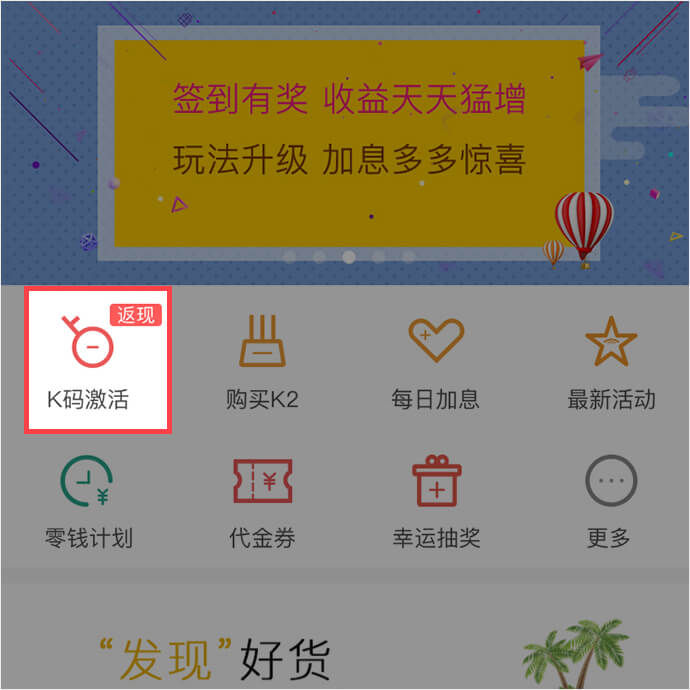 签到有奖 收益天天猛增
玩法升级 加息多多惊喜
返现
K码激活
购买K2
每日加息
最新活动
零钱计划
代金券
幸运抽奖
更多
“发现”好货